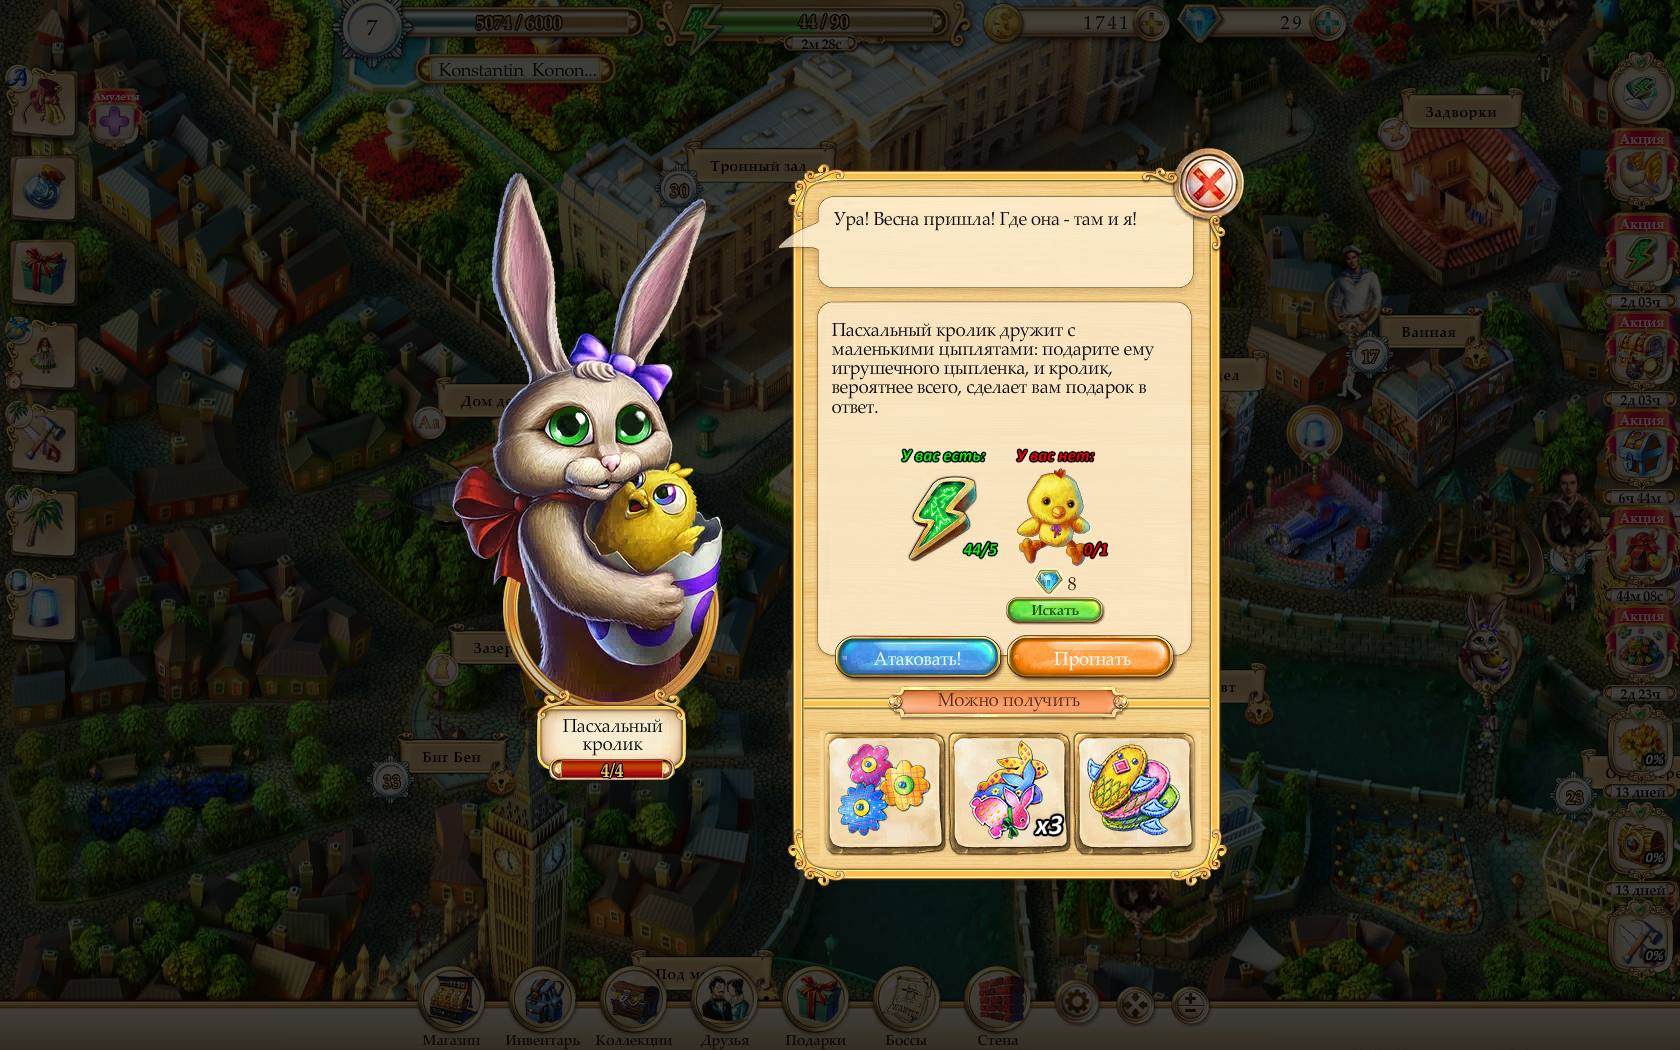 7
5074 / 6000
44 / 90
2м 28с
1741
29
Konstantin Konon...
Амулеты
Задворки
Акция
Тронный зал
30
Ура! Весна пришла! Где она - там и я!
Акция
2д 03ч
Акция
Пасхальный кролик дружит с
маленькими цыплятами: подарите ему
игрушечного цыпленка, и кролик,
вероятнее всего, сделает вам подарок в
ответ.
Ванная
17
2д 03ч
Акция
У вас есть:
У вас нет:
44/5
0/1
6ч 44м
Акция
8
Искать
44м 08с
Акция
Атаковать!
Прогнать
2д 23ч
Можно получить
Пасхальный
кролик
4/4
Биг Бен
33
x3
0%
13 дней
23
0%
13 дней
0%
Магазин
Инвентарь
Коллекции
Друзья
Подарки
Боссы
Стена